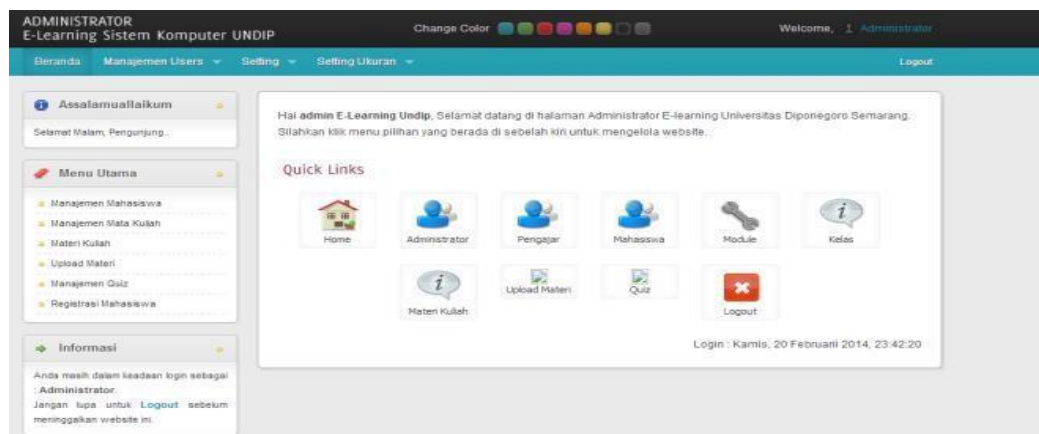 ADMINISTRATOR
E-Learning Sistem Komputer UNDIP
Change Color
Welcome, Administrator
Beranda Manajemen Users Setting Setting Ukuran Logout
Assalamuallaikum
Selamat Malam, Pengunjung..
Menu Utama
Manajemen Mahasiswa
Manajemen Mata Kuliah
Materi Kuliah
Upload Materi
Manajemen Quiz
Registrasi Mahasiswa
Informasi
Anda masih dalam keadaan login sebagai
: Administrator.
Jangan lupa untuk Logout sebelum
meninggalkan website ini.
Hai admin E-Learning Undip, Selamat datang di halaman Administrator E-learning Universitas Diponegoro Semarang.
Silahkan klik menu pilihan yang berada di sebelah kiri untuk mengelola website.
Quick Links
Home Administrator Pengajar Mahasiswa Module Kelas
Materi Kuliah Upload Materi Quiz Logout
Login : Kamis, 20 Februari 2014, 23:42:20